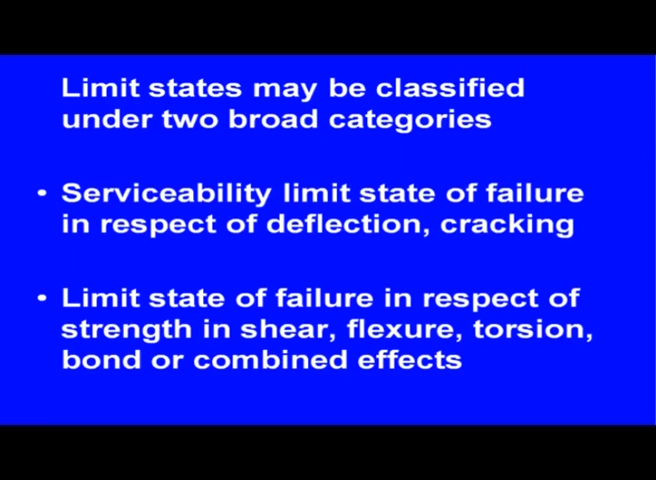 Limit states may be classified
under two broad categories
• Serviceability limit state of failure
in respect of deflection, cracking
• Limit state of failure in respect of
strength in shear, flexure, torsion,
bond or combined effects